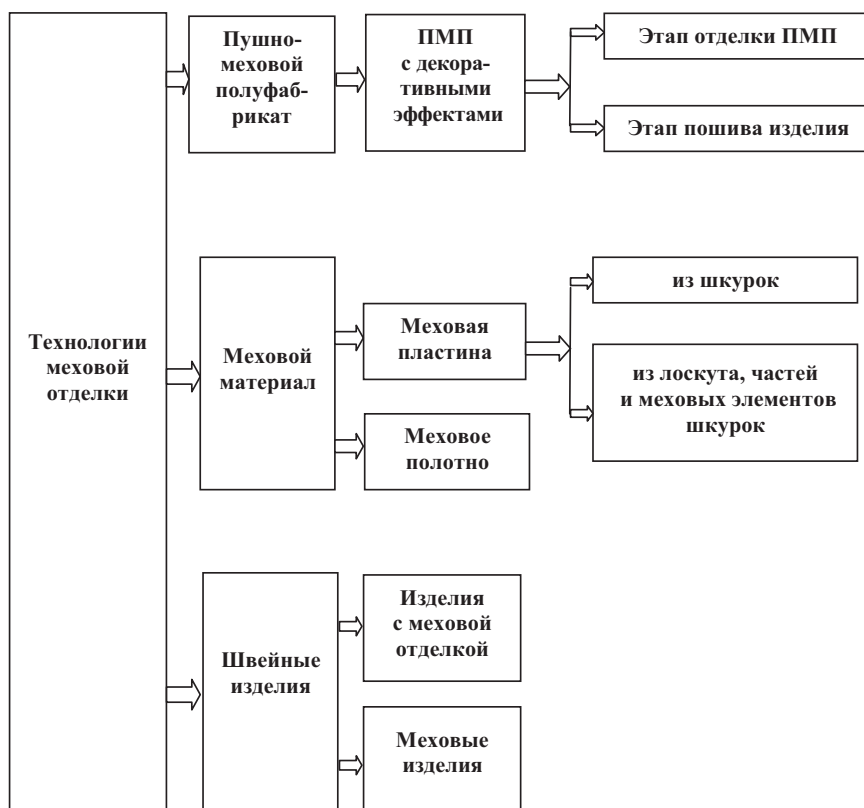 Технологии
меховой
отделки
Пушно-
меховой
полуфаб-
рикат
ПМП
с декора-
тивными
эффектами
Этап отделки ПМП
Этап пошива изделия
Меховой
материал
Меховая
пластина
из шкурок
из лоскута, частей
и меховых элементов
шкурок
Меховое
полотно
Швейные
изделия
Изделия
с меховой
отделкой
Меховые
изделия